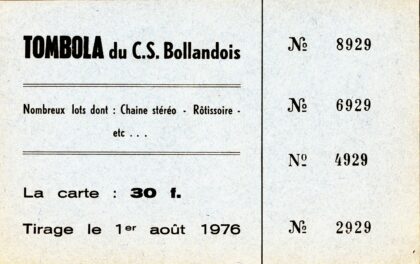 TOMBOLA du C.S. Bollandois
Nombreux lots dont : Chaine stéréo - Rôtissoire -
etc . . .
La carte : 30 f.
Tirage le 1er août 1976
Nº 8929
Nº 6929
Nº 4929
Nº 2929